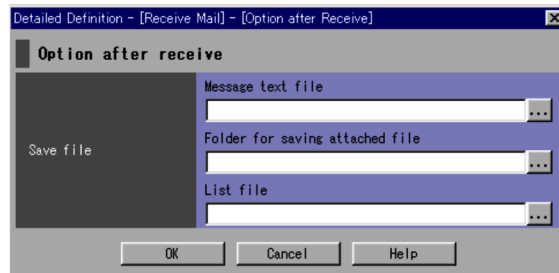 Detailed Definition - [Receive Mail] - [Option after Receive]
Option after receive
Message text file
...
Save file
Folder for saving attached file
...
List file
...
OK Cancel Help